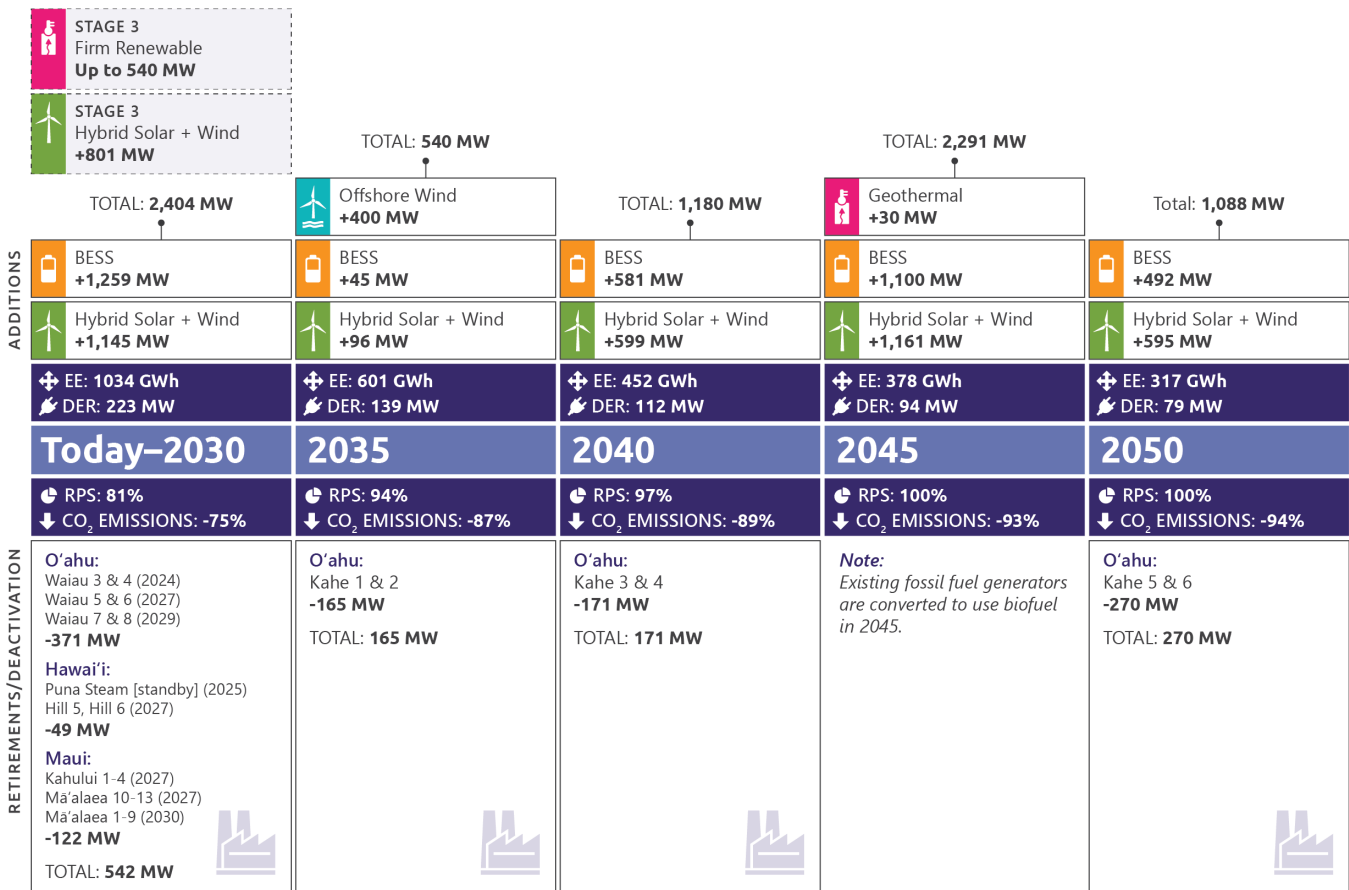 STAGE 3
Firm Renewable
Up to 540 MW
STAGE 3
Hybrid Solar + Wind
+801 MW
ADDITIONS
TOTAL: 2,404 MW
BESS
+1,259 MW
Hybrid Solar + Wind
+1,145 MW
EE: 1034 GWh
DER: 223 MW
Today–2030
RPS: 81%
CO2 EMISSIONS: -75%
TOTAL: 540 MW
Offshore Wind
+400 MW
BESS
+45 MW
Hybrid Solar + Wind
+96 MW
EE: 601 GWh
DER: 139 MW
2035
RPS: 94%
CO2 EMISSIONS: -87%
TOTAL: 1,180 MW
BESS
+581 MW
Hybrid Solar + Wind
+599 MW
EE: 452 GWh
DER: 112 MW
2040
RPS: 97%
CO2 EMISSIONS: -89%
TOTAL: 2,291 MW
Geothermal
+30 MW
BESS
+1,100 MW
Hybrid Solar + Wind
+1,161 MW
EE: 378 GWh
DER: 94 MW
2045
RPS: 100%
CO2 EMISSIONS: -93%
Total: 1,088 MW
BESS
+492 MW
Hybrid Solar + Wind
+595 MW
EE: 317 GWh
DER: 79 MW
2050
RPS: 100%
CO2 EMISSIONS: -94%
RETIREMENTS/DEACTIVATION
Oʻahu:
Waiau 3 & 4 (2024)
Waiau 5 & 6 (2027)
Waiau 7 & 8 (2029)
-371 MW
Hawaiʻi:
Puna Steam [standby] (2025)
Hill 5, Hill 6 (2027)
-49 MW
Maui:
Kahului 1-4 (2027)
Māʻalaea 10-13 (2027)
Māʻalaea 1-9 (2030)
-122 MW
TOTAL: 542 MW
Oʻahu:
Kahe 1 & 2
-165 MW
TOTAL: 165 MW
Oʻahu:
Kahe 3 & 4
-171 MW
TOTAL: 171 MW
Note:
Existing fossil fuel generators
are converted to use biofuel
in 2045.
Oʻahu:
Kahe 5 & 6
-270 MW
TOTAL: 270 MW